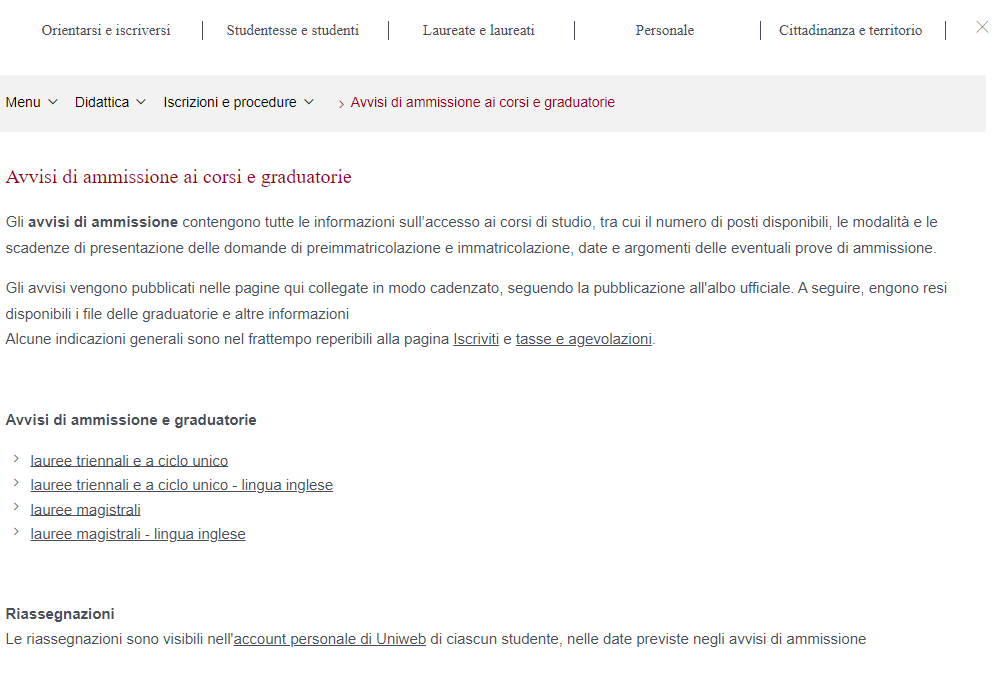 Orientarsi e iscriversi
Studentesse e studenti
Laureate e laureati
Personale
Cittadinanza e territorio
Menu
Didattica
Iscrizioni e procedure
Avvisi di ammissione ai corsi e graduatorie
Avvisi di ammissione ai corsi e graduatorie
Gli avvisi di ammissione contengono tutte le informazioni sull'accesso ai corsi di studio, tra cui il numero di posti disponibili, le modalità e le
scadenze di presentazione delle domande di preimmatricolazione e immatricolazione, date e argomenti delle eventuali prove di ammissione.
Gli avvisi vengono pubblicati nelle pagine qui collegate in modo cadenzato, seguendo la pubblicazione all'albo ufficiale. A seguire, engono resi
disponibili i file delle graduatorie e altre informazioni
Alcune indicazioni generali sono nel frattempo reperibili alla pagina Iscriviti e tasse e agevolazioni.
Avvisi di ammissione e graduatorie
lauree triennali e a ciclo unico
lauree triennali e a ciclo unico - lingua inglese
lauree magistrali
lauree magistrali - lingua inglese
Riassegnazioni
Le riassegnazioni sono visibili nell'account personale di Uniweb di ciascun studente, nelle date previste negli avvisi di ammissione